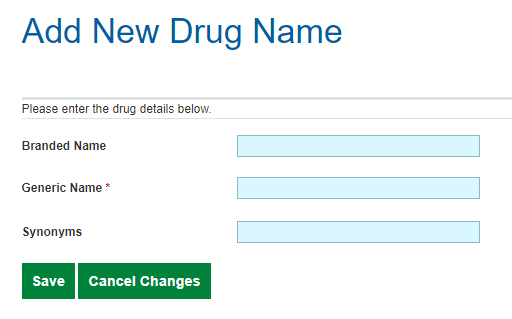 Add New Drug Name
Please enter the drug details below.
Branded Name
Generic Name *
Synonyms
Save Cancel Changes